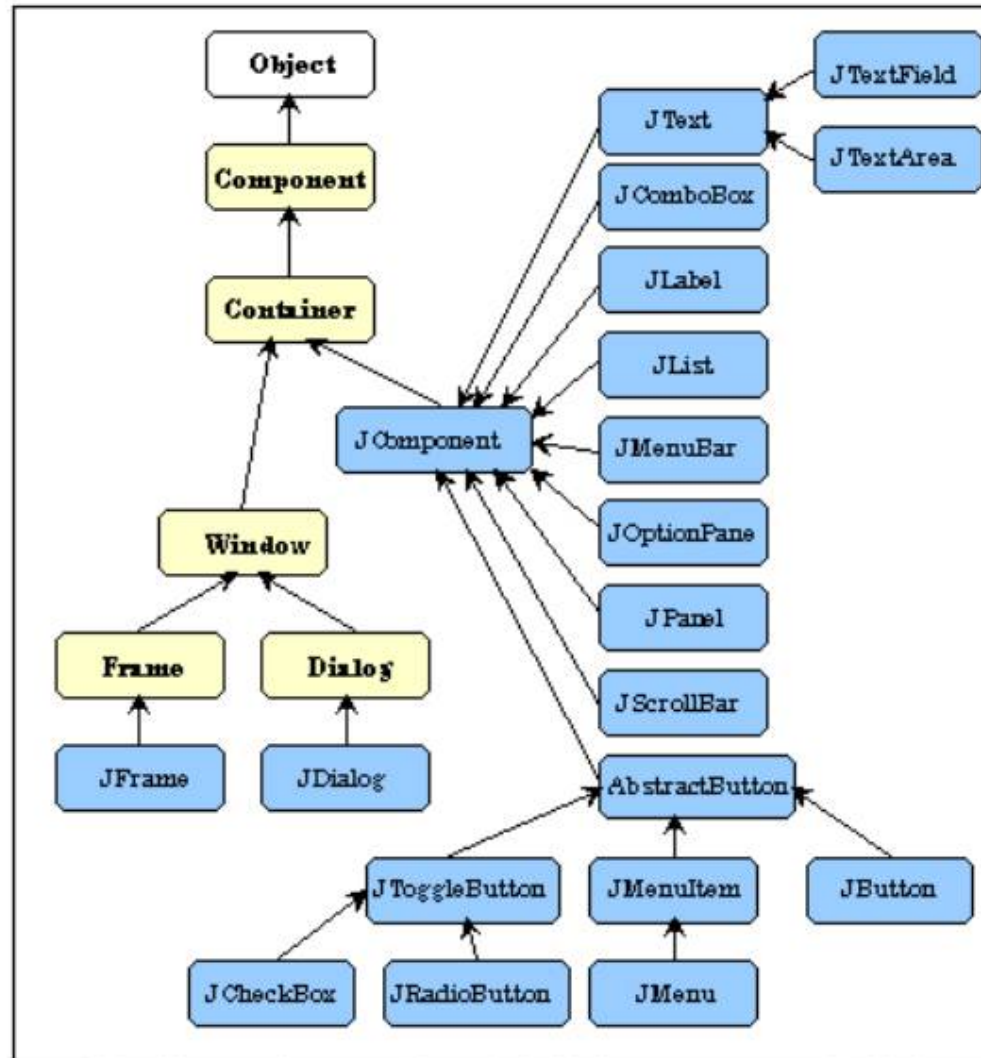 Object
JTextField
JText
JTextArea
Component
JComboBox
JLabel
Container
JList
JComponent
JMenuBar
Window
JOptionPane
JPanel
Frame
Dialog
JScrollBar
JFrame
JDialog
AbstractButton
JToggleButton
JMenuItem
JButton
JCheckBox
JRadioButton
JMenu